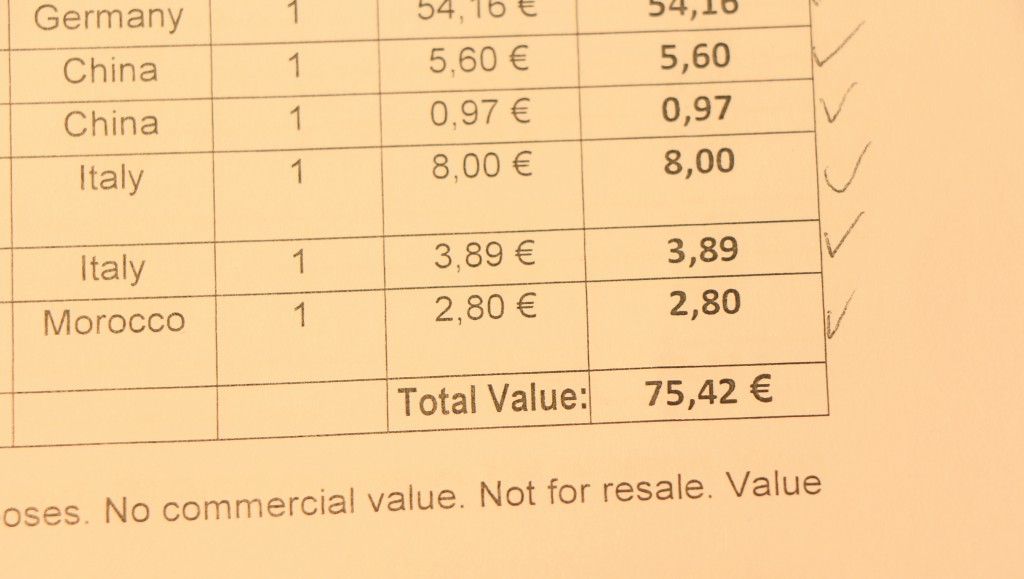 Germany 1 54,16 € 54,16
China 1 5,60 € 5,60
China 1 0,97 € 0,97
Italy 1 8,00 € 8,00
Italy 1 3,89 € 3,89
Morocco 1 2,80 € 2,80
Total Value: 75,42 €
oses. No commercial value. Not for resale. Value